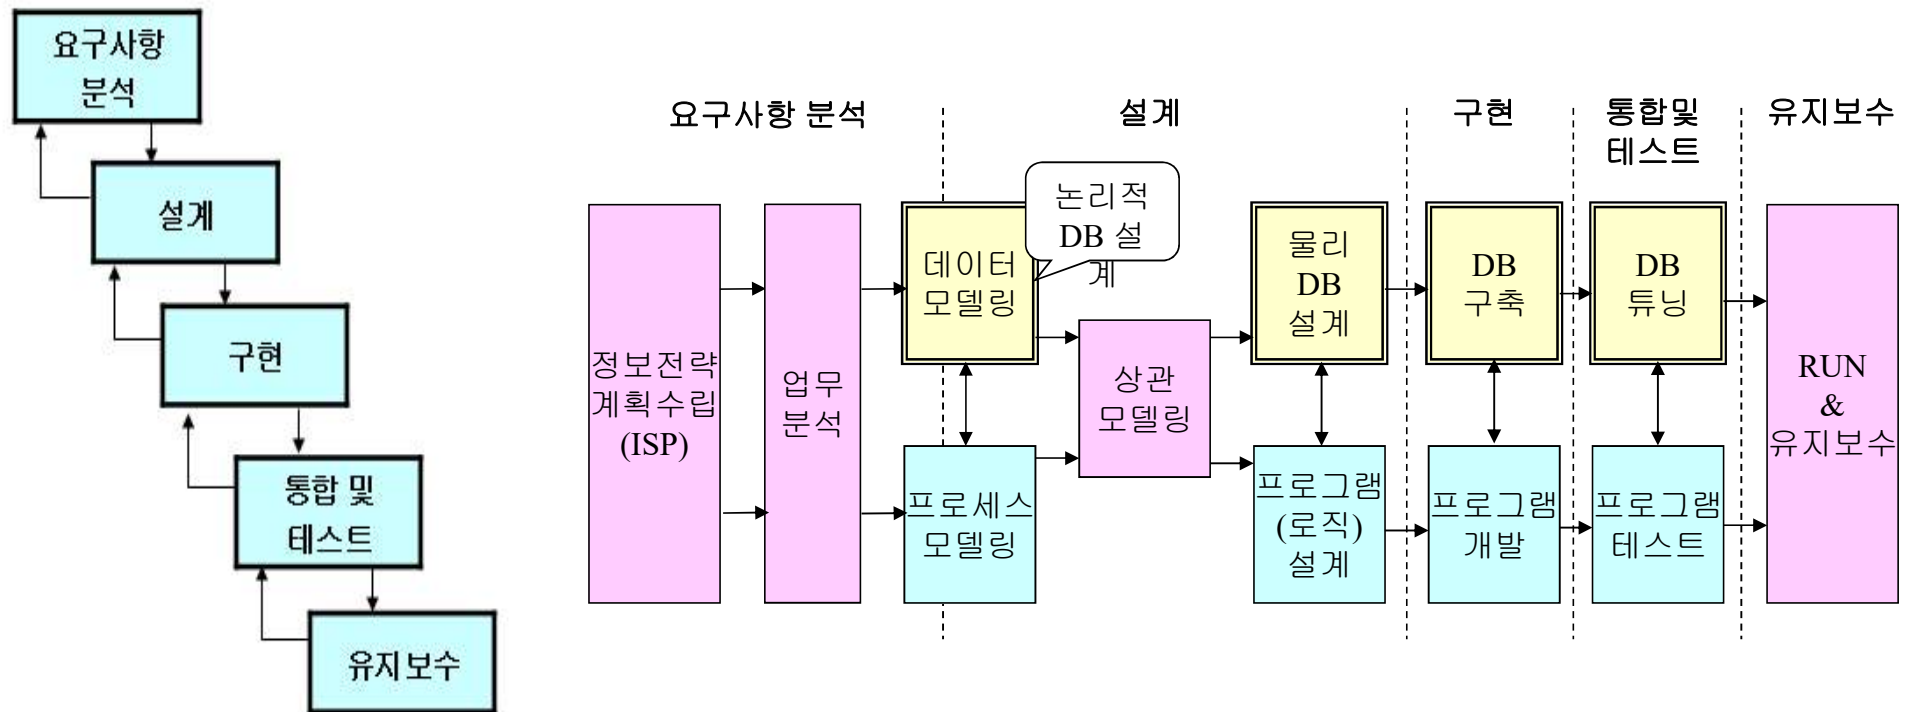 요구사항
분석
설계
구현
통합 및
테스트
유지보수
요구사항 분석
설계
구현
통합및
테스트
유지보수
정보전략
계획수립
(ISP)
업무
분석
데이터
모델링
논리적
DB 설
계
프로세스
모델링
상관
모델링
물리
DB
설계
프로그램
(로직)
설계
DB
구축
프로그램
개발
DB
튜닝
프로그램
테스트
RUN
&
유지보수